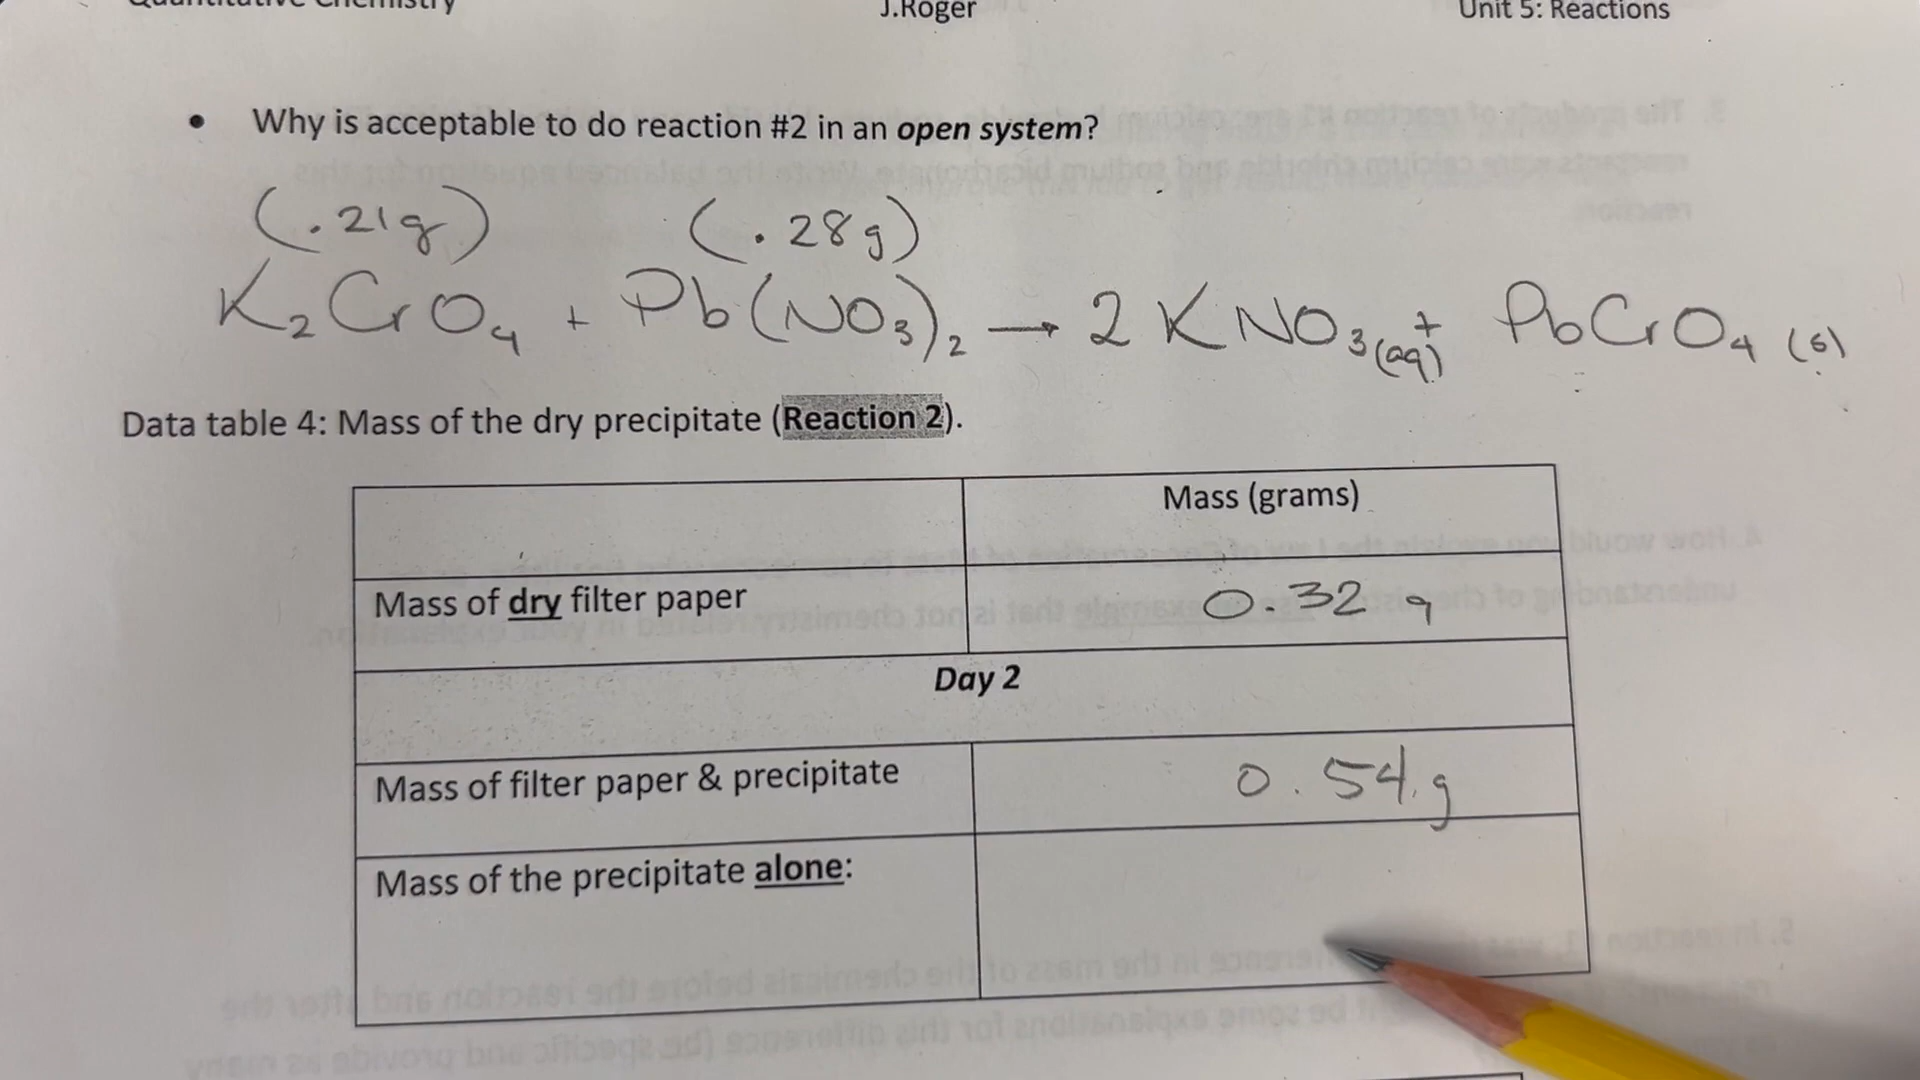 Quantitative Chemistry J.Roger Unit 5: Reactions
• Why is acceptable to do reaction #2 in an open system?
(.21g) (.28g)
K₂CrO₄ + Pb(NO₃)₂ → 2 KNO₃(aq) + PbCrO₄ (s)
Data table 4: Mass of the dry precipitate (Reaction 2).
Mass (grams)
Mass of dry filter paper 0.32 g
Day 2
Mass of filter paper & precipitate 0.54 g
Mass of the precipitate alone: